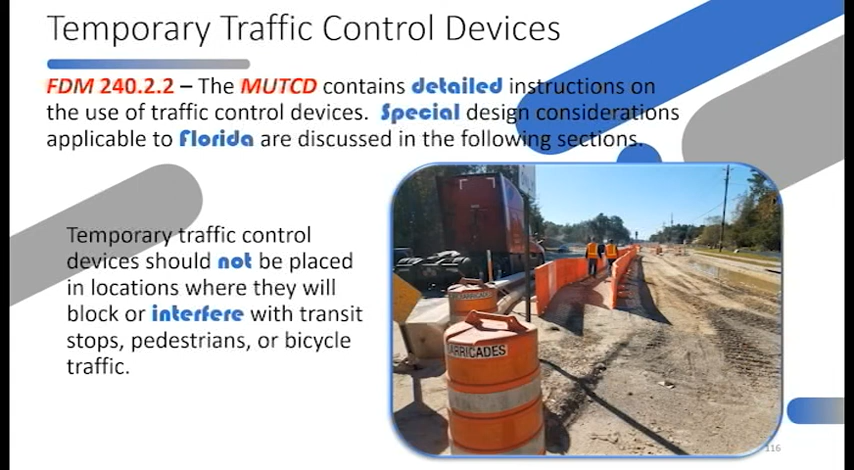 Temporary Traffic Control Devices
FDM 240.2.2 – The MUTCD contains detailed instructions on
the use of traffic control devices. Special design considerations
applicable to Florida are discussed in the following sections.
Temporary traffic control
devices should not be placed
in locations where they will
block or interfere with transit
stops, pedestrians, or bicycle
traffic.
BARRICADES
ARRICADES
116